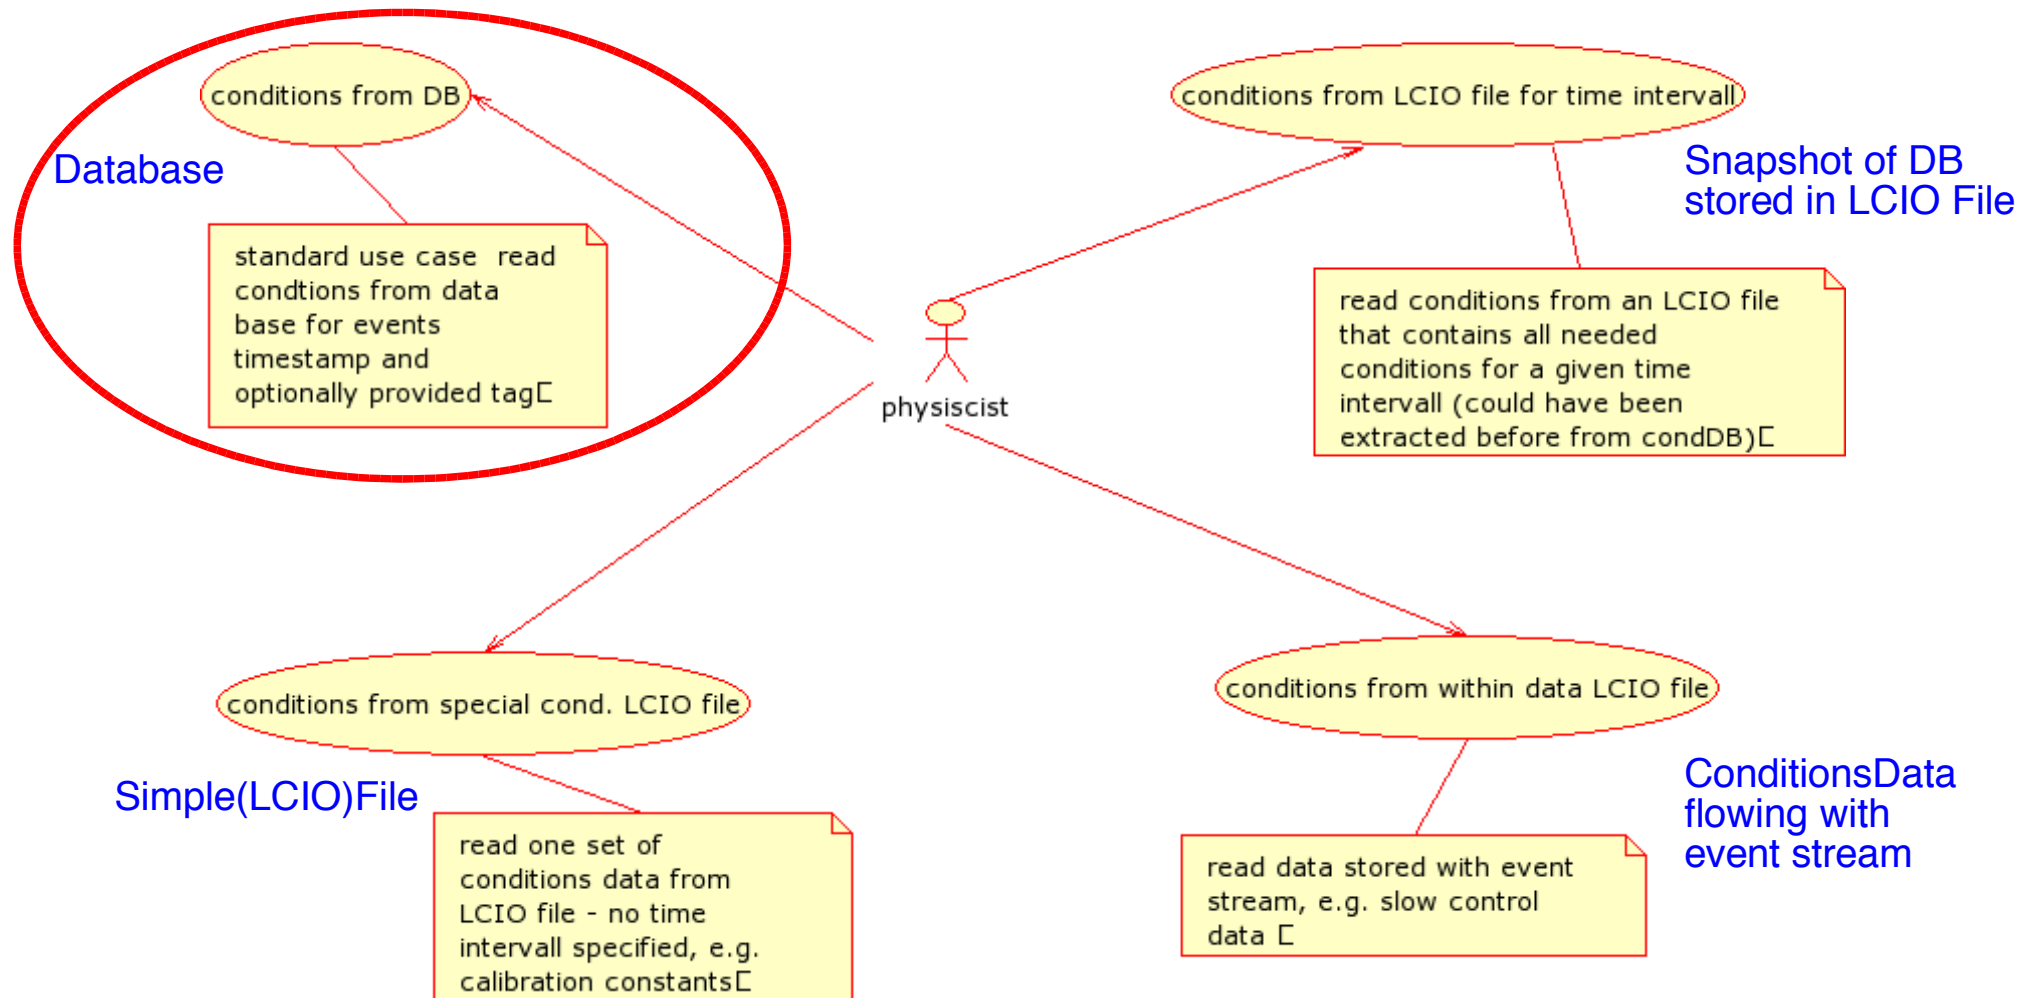 conditions from DB
Database
standard use case  read
condtions from data
base for events
timestamp and
optionally provided tag
conditions from LCIO file for time intervall
Snapshot of DB
stored in LCIO File
read conditions from an LCIO file
that contains all needed
conditions for a given time
intervall (could have been
extracted before from condDB)
physiscist
conditions from special cond. LCIO file
Simple(LCIO)File
read one set of
conditions data from
LCIO file - no time
intervall specified, e.g.
calibration constants
conditions from within data LCIO file
ConditionsData
flowing with
event stream
read data stored with event
stream, e.g. slow control
data